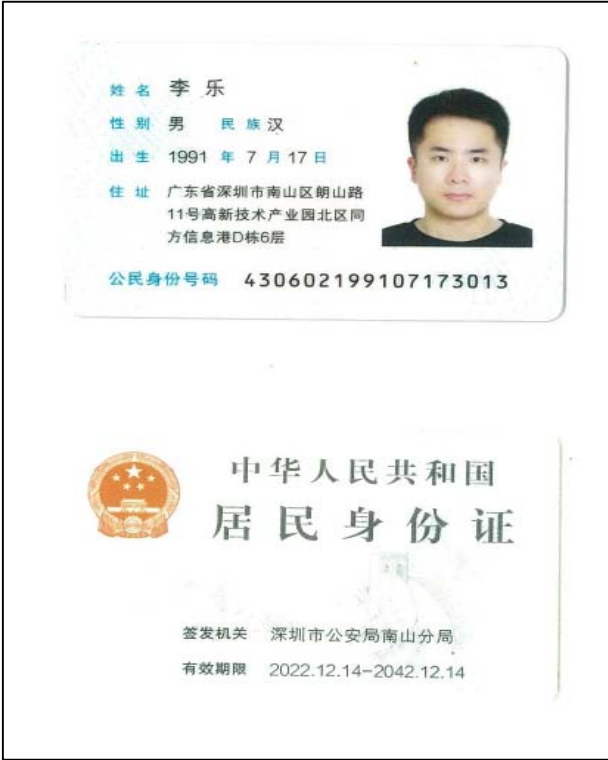 姓名 李乐
性别 男 民族 汉
出生 1991 年 7 月 17 日
住址 广东省深圳市南山区朗山路
11号高新技术产业园北区同
方信息港D栋6层
公民身份号码 430602199107173013
中华人民共和国
居民身份证
签发机关 深圳市公安局南山分局
有效期限 2022.12.14-2042.12.14